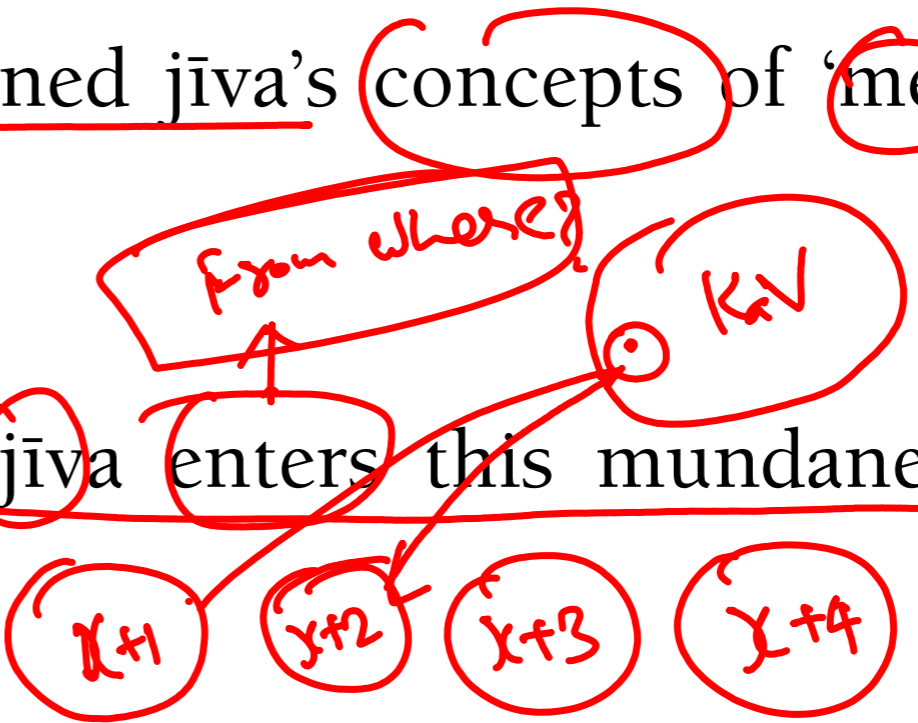 ned jīva’s concepts of ‘me
From where?
KaV
jīva enters this mundane
x+1 x+2 x+3 x+4